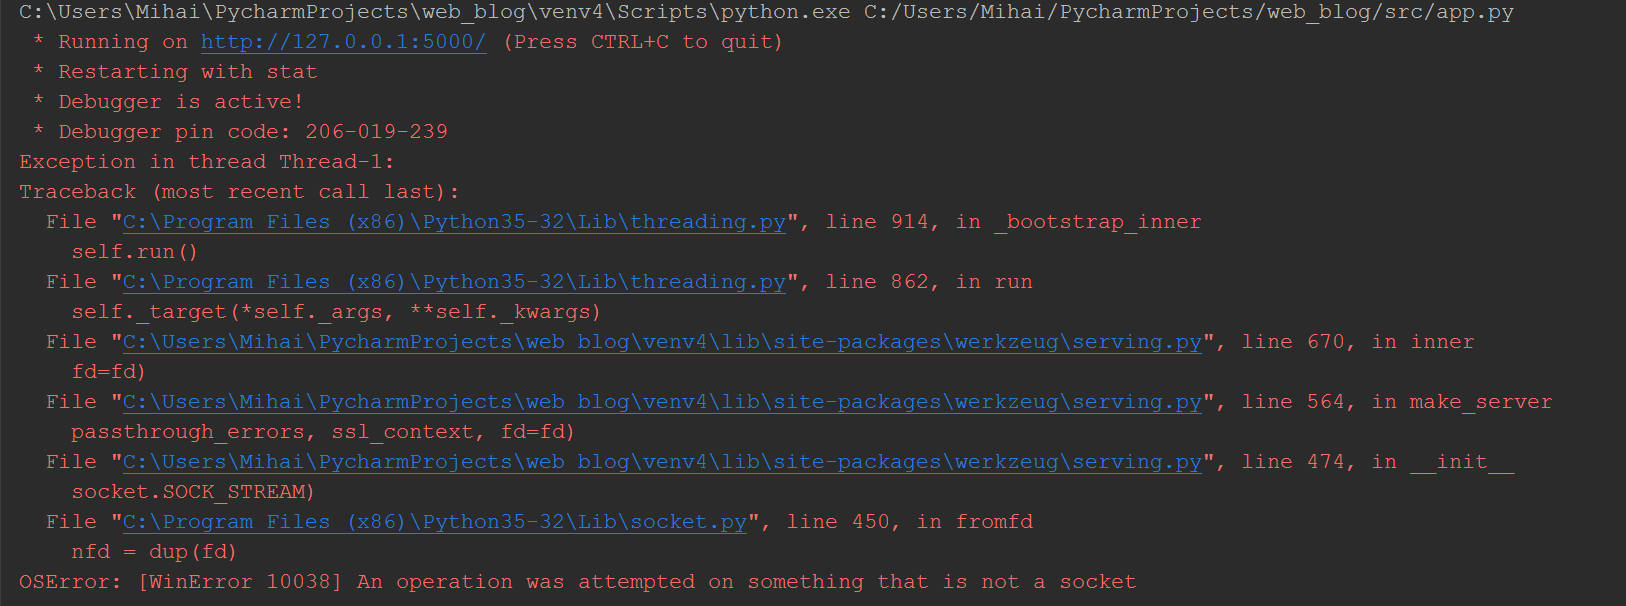 C:\Users\Mihai\PycharmProjects\web_blog\venv4\Scripts\python.exe C:/Users/Mihai/PycharmProjects/web_blog/src/app.py
 * Running on http://127.0.0.1:5000/ (Press CTRL+C to quit)
 * Restarting with stat
 * Debugger is active!
 * Debugger pin code: 206-019-239
Exception in thread Thread-1:
Traceback (most recent call last):
  File "C:\Program Files (x86)\Python35-32\Lib\threading.py", line 914, in _bootstrap_inner
    self.run()
  File "C:\Program Files (x86)\Python35-32\Lib\threading.py", line 862, in run
    self._target(*self._args, **self._kwargs)
  File "C:\Users\Mihai\PycharmProjects\web_blog\venv4\lib\site-packages\werkzeug\serving.py", line 670, in inner
    fd=fd)
  File "C:\Users\Mihai\PycharmProjects\web_blog\venv4\lib\site-packages\werkzeug\serving.py", line 564, in make_server
    passthrough_errors, ssl_context, fd=fd)
  File "C:\Users\Mihai\PycharmProjects\web_blog\venv4\lib\site-packages\werkzeug\serving.py", line 474, in __init__
    socket.SOCK_STREAM)
  File "C:\Program Files (x86)\Python35-32\Lib\socket.py", line 450, in fromfd
    nfd = dup(fd)
OSError: [WinError 10038] An operation was attempted on something that is not a socket